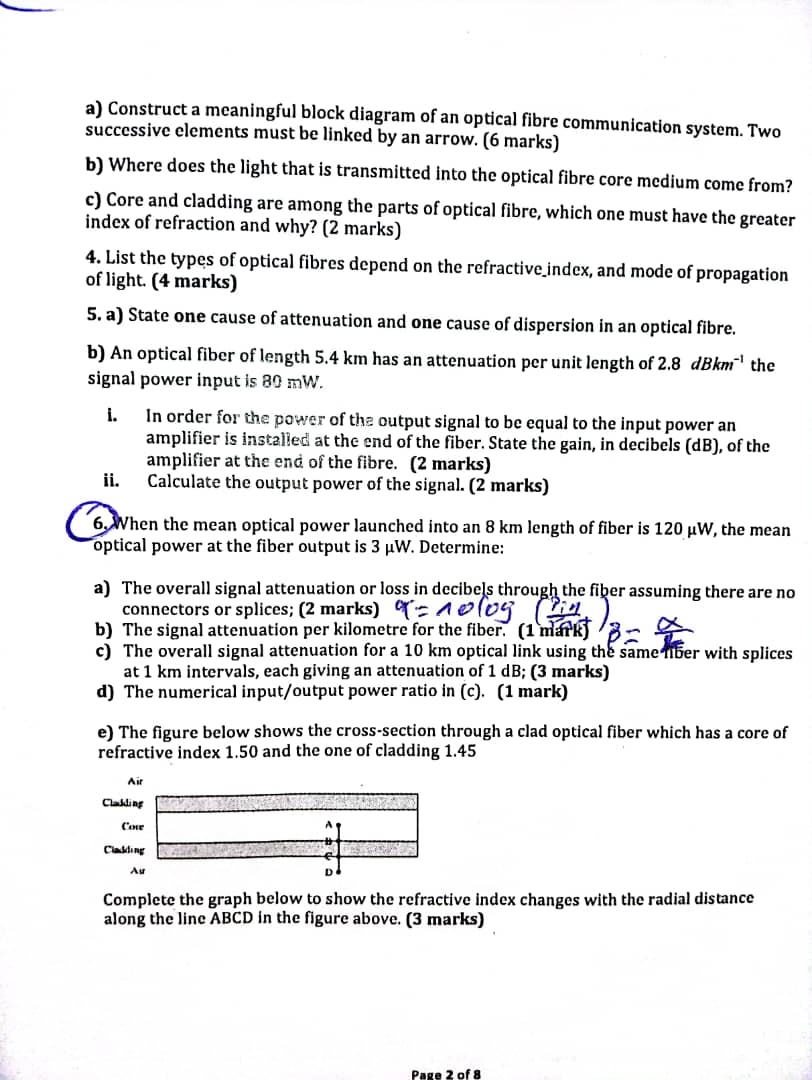 a) Construct a meaningful block diagram of an optical fibre communication system. Two
successive elements must be linked by an arrow. (6 marks)
b) Where does the light that is transmitted into the optical fibre core medium come from?
c) Core and cladding are among the parts of optical fibre, which one must have the greater
index of refraction and why? (2 marks)
4. List the types of optical fibres depend on the refractive index, and mode of propagation
of light. (4 marks)
5. a) State one cause of attenuation and one cause of dispersion in an optical fibre.
b) An optical fiber of length 5.4 km has an attenuation per unit length of 2.8 dBkm⁻¹ the
signal power input is 80 mW.
i. In order for the power of the output signal to be equal to the input power an
amplifier is installed at the end of the fiber. State the gain, in decibels (dB), of the
amplifier at the end of the fibre. (2 marks)
ii. Calculate the output power of the signal. (2 marks)
6. When the mean optical power launched into an 8 km length of fiber is 120 μW, the mean
optical power at the fiber output is 3 μW. Determine:
a) The overall signal attenuation or loss in decibels through the fiber assuming there are no
connectors or splices; (2 marks) = 10log
b) The signal attenuation per kilometre for the fiber. (1 mark)
c) The overall signal attenuation for a 10 km optical link using the same fiber with splices
at 1 km intervals, each giving an attenuation of 1 dB; (3 marks)
d) The numerical input/output power ratio in (c). (1 mark)
e) The figure below shows the cross-section through a clad optical fiber which has a core of
refractive index 1.50 and the one of cladding 1.45
Air
Cladding
Core A
B
Cladding C
Air D
Complete the graph below to show the refractive index changes with the radial distance
along the line ABCD in the figure above. (3 marks)
Page 2 of 8